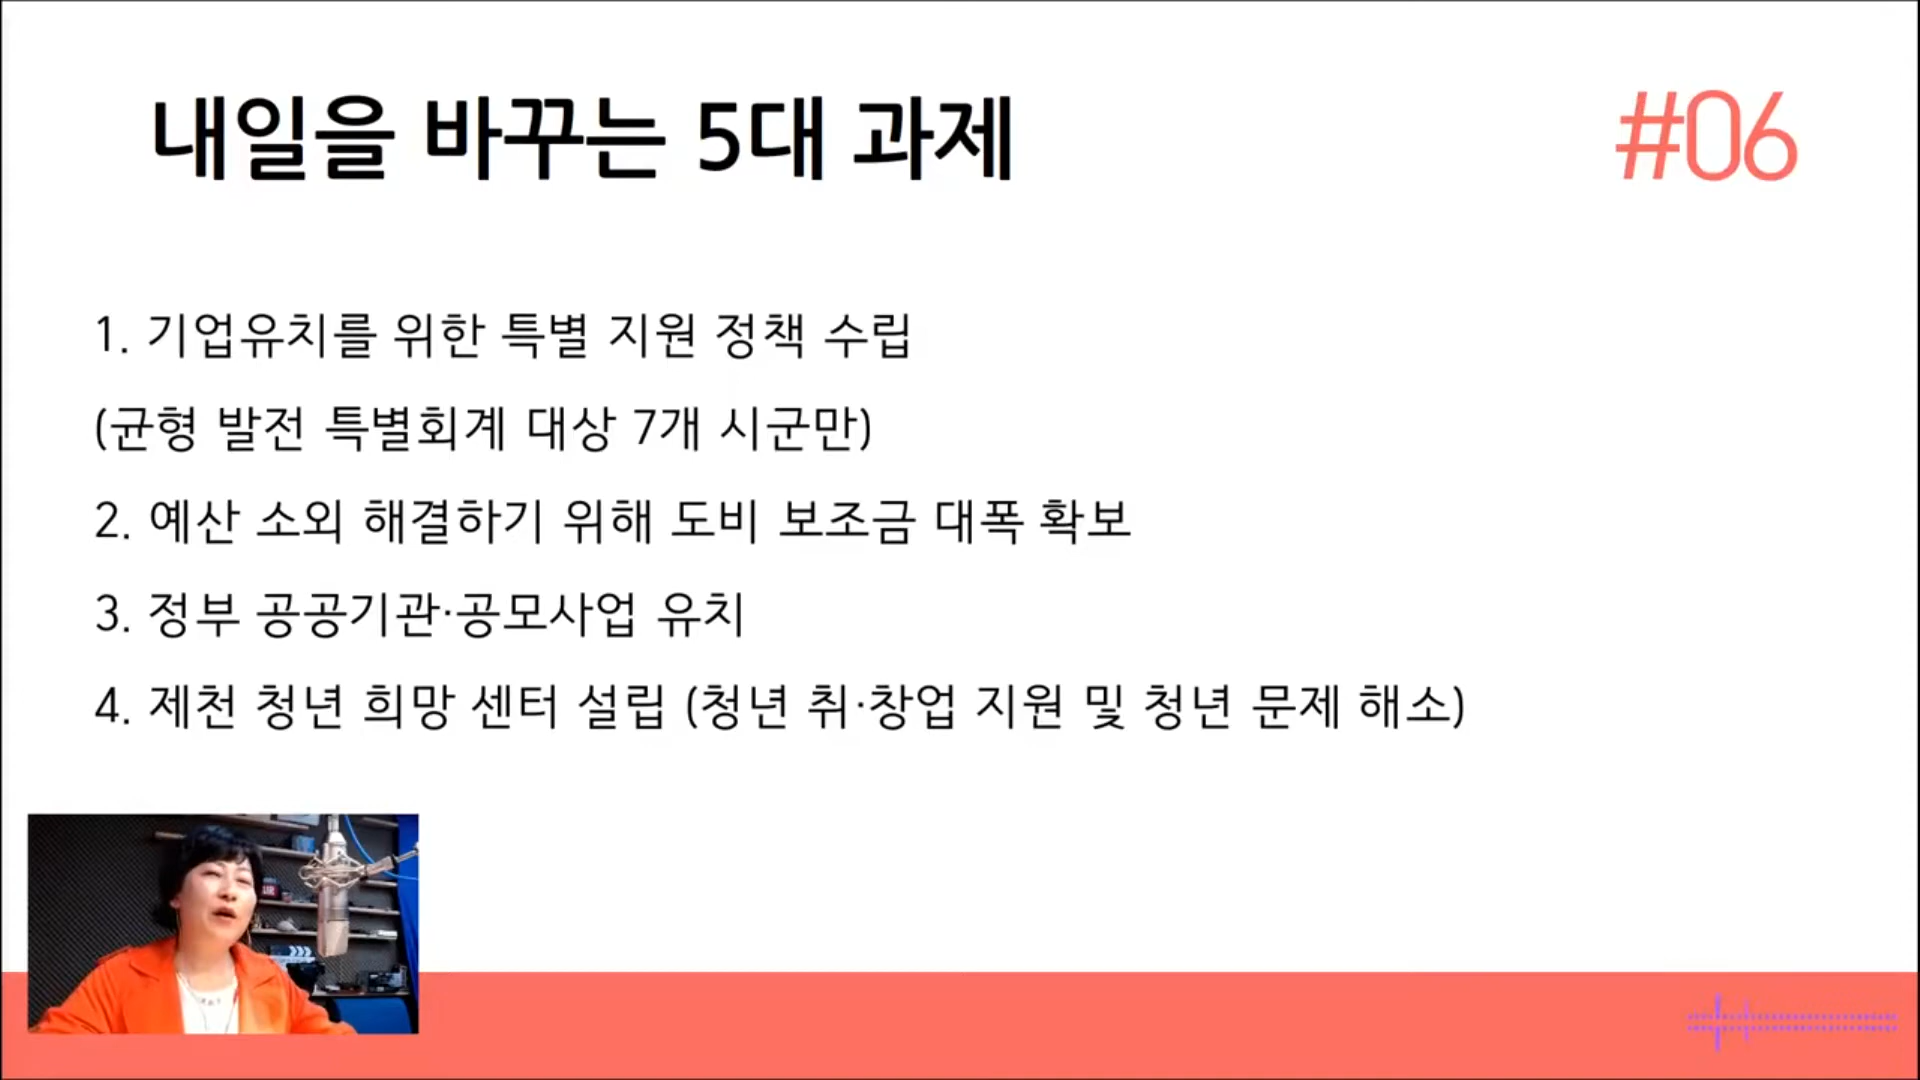 내일을 바꾸는 5대 과제
#06
1. 기업유치를 위한 특별 지원 정책 수립
(균형 발전 특별회계 대상 7개 시군만)
2. 예산 소외 해결하기 위해 도비 보조금 대폭 확보
3. 정부 공공기관·공모사업 유치
4. 제천 청년 희망 센터 설립 (청년 취·창업 지원 및 청년 문제 해소)